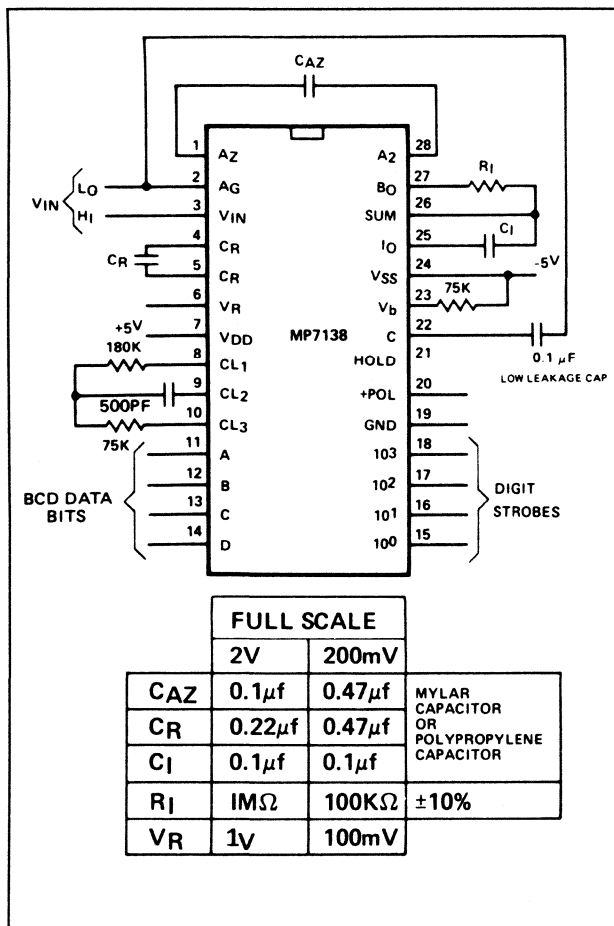 CAZ
1 AZ A2 28
2 AG BO 27 RI
VIN LO
HI 3 VIN SUM 26
CI
4 CR IO 25
CR 5 CR VSS 24 -5V
6 VR Vb 23 75K
+5V 7 VDD MP7138 C 22
180K 8 CL1 HOLD 21 0.1 μF
LOW LEAKAGE CAP
9 CL2 +POL 20
500PF
10 CL3 GND 19
75K
11 A 103 18
BCD DATA BITS
12 B 102 17
DIGIT STROBES
13 C 101 16
14 D 100 15
FULL SCALE
2V 200mV
CAZ 0.1μf 0.47μf MYLAR CAPACITOR OR POLYPROPYLENE CAPACITOR
CR 0.22μf 0.47μf
CI 0.1μf 0.1μf
RI 1MΩ 100KΩ ±10%
VR 1V 100mV